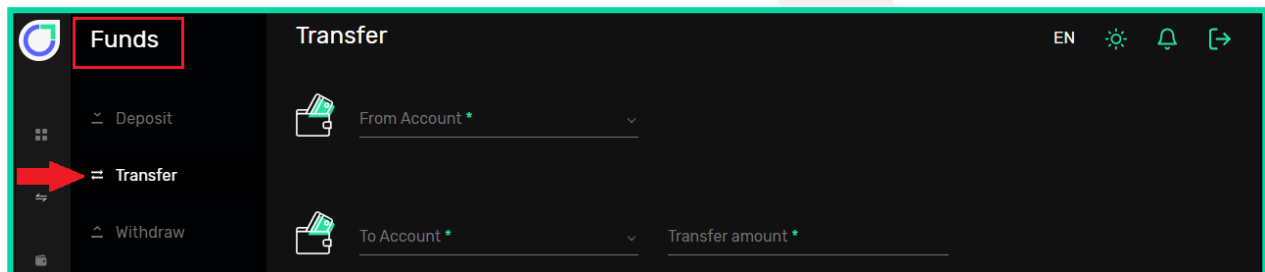 Funds
Transfer
EN
Deposit
From Account *
Transfer
Withdraw
To Account *
Transfer amount *